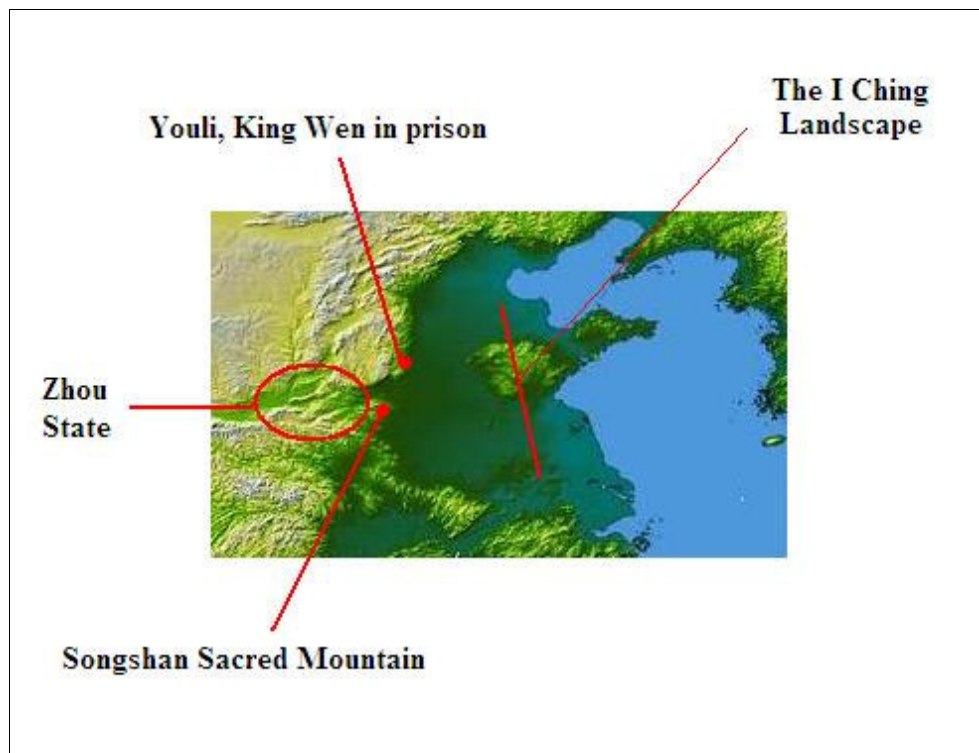 The I Ching
Landscape
Youli, King Wen in prison
Zhou
State
Songshan Sacred Mountain